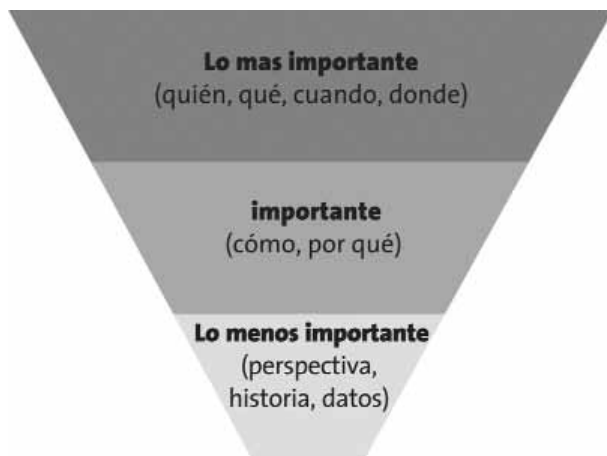 Lo mas importante
(quién, qué, cuando, donde)
importante
(cómo, por qué)
Lo menos importante
(perspectiva,
historia, datos)